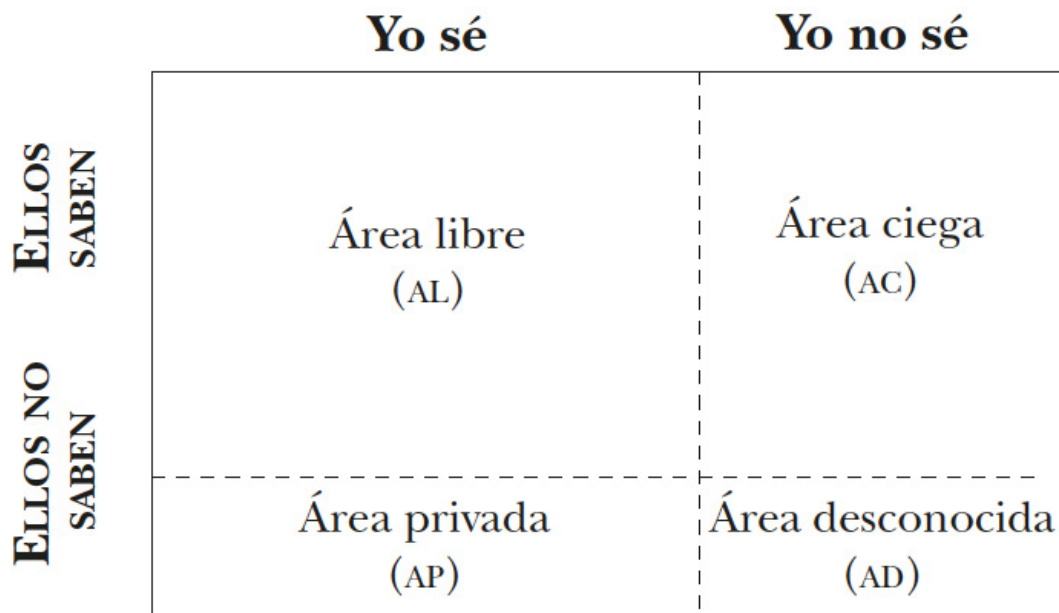 Yo sé
Yo no sé
ELLOS
SABEN
Área libre
(AL)
Área ciega
(AC)
ELLOS NO
SABEN
Área privada
(AP)
Área desconocida
(AD)